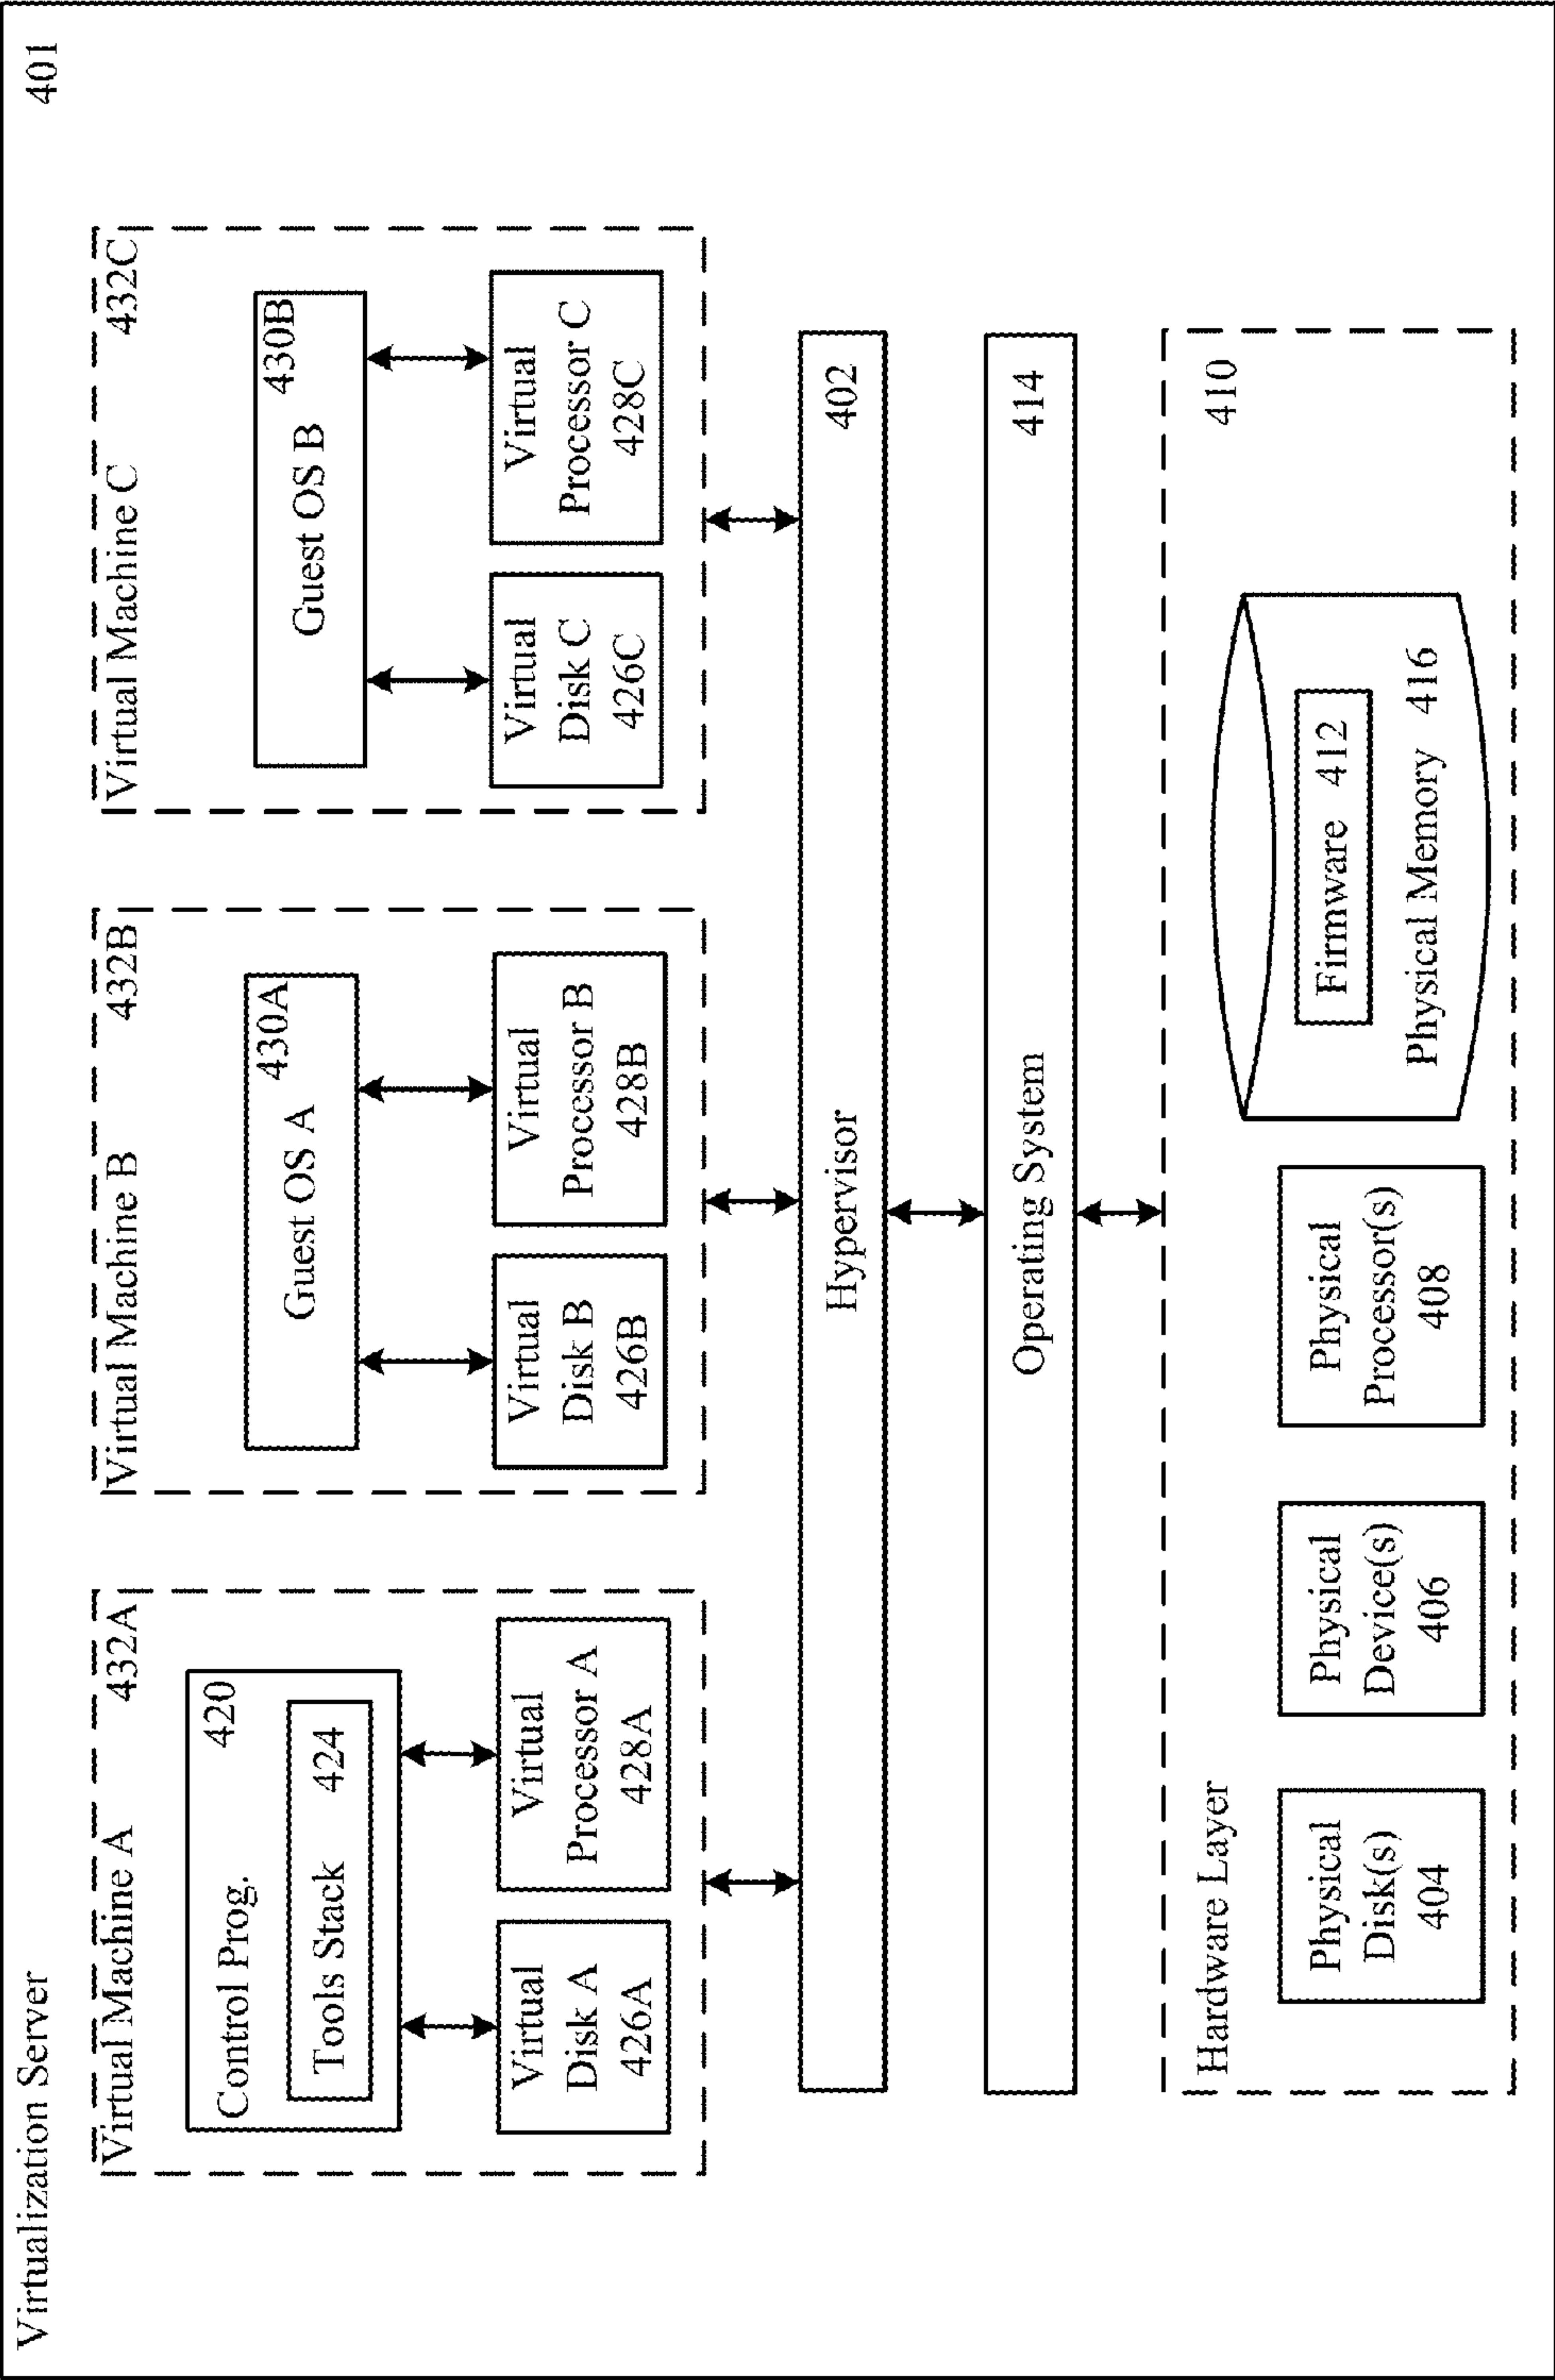 Virtualization Server 401
Virtual Machine A 432A
Control Prog. 420
Tools Stack 424
Virtual
Disk A
426A
Virtual
Processor A
428A
Virtual Machine B 432B
430A
Guest OS A
Virtual
Disk B
426B
Virtual
Processor B
428B
Virtual Machine C 432C
430B
Guest OS B
Virtual
Disk C
426C
Virtual
Processor C
428C
Hypervisor 402
Operating System 414
Hardware Layer 410
Physical
Disk(s)
404
Physical
Device(s)
406
Physical
Processor(s)
408
Firmware 412
Physical Memory 416